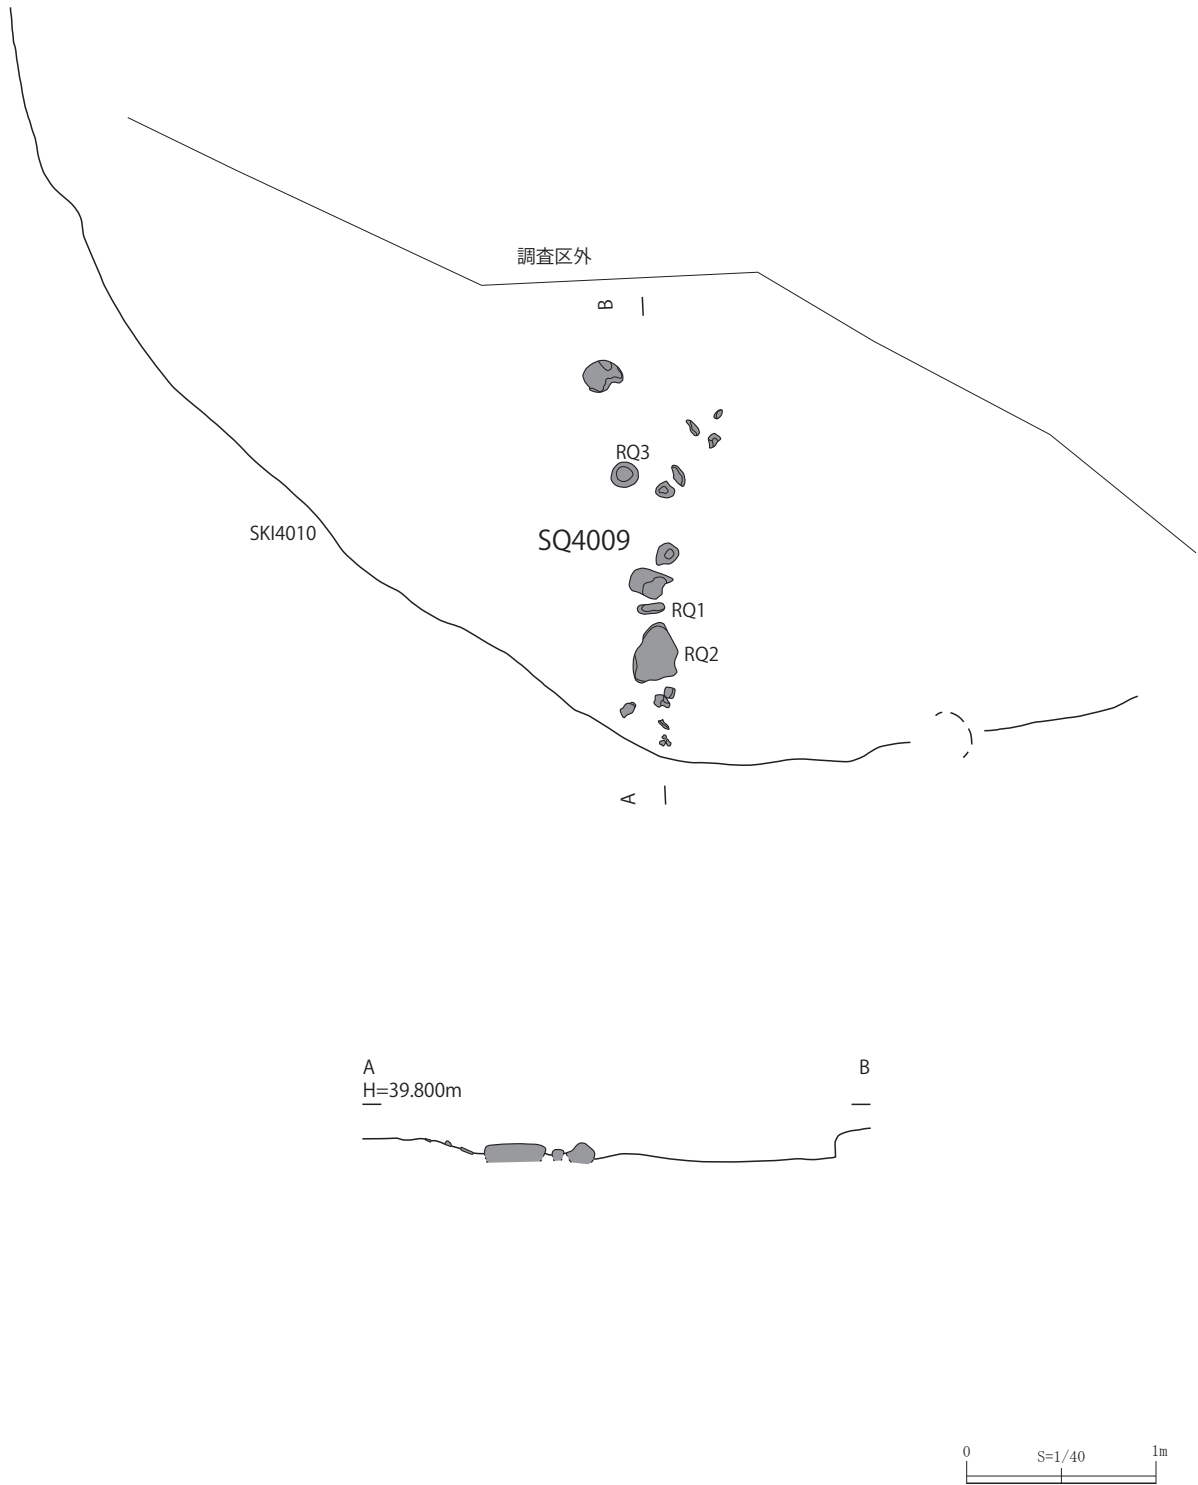 調査区外
B
RQ3
SKI4010
SQ4009
RQ1
RQ2
A
A
B
H=39.800m
0
S=1/40
1m